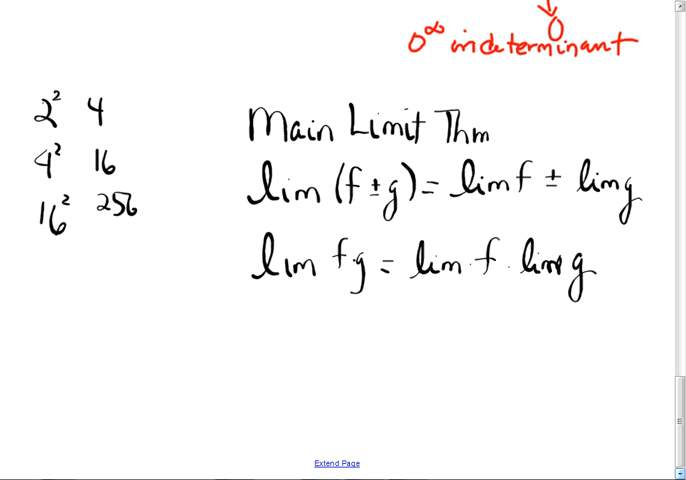 0
0^∞ indeterminant
2² 4
4² 16
16² 256
Main Limit Thm
lim (f ± g) = lim f ± lim g
lim f·g = lim f · lim g
Extend Page